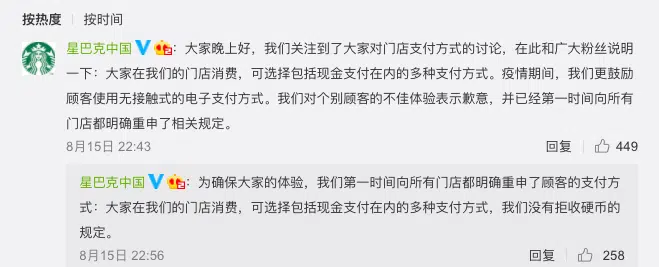 按热度 | 按时间
星巴克中国：大家晚上好，我们关注到了大家对门店支付方式的讨论，在此和广大粉丝说明
一下：大家在我们的门店消费，可选择包括现金支付在内的多种支付方式。疫情期间，我们更鼓励
顾客使用无接触式的电子支付方式。我们对个别顾客的不佳体验表示歉意，并已经第一时间向所有
门店都明确重申了相关规定。
8月15日 22:43 回复 449
星巴克中国：为确保大家的体验，我们第一时间向所有门店都明确重申了顾客的支付方
式：大家在我们的门店消费，可选择包括现金支付在内的多种支付方式，我们没有拒收硬币的
规定。
8月15日 22:56 回复 258